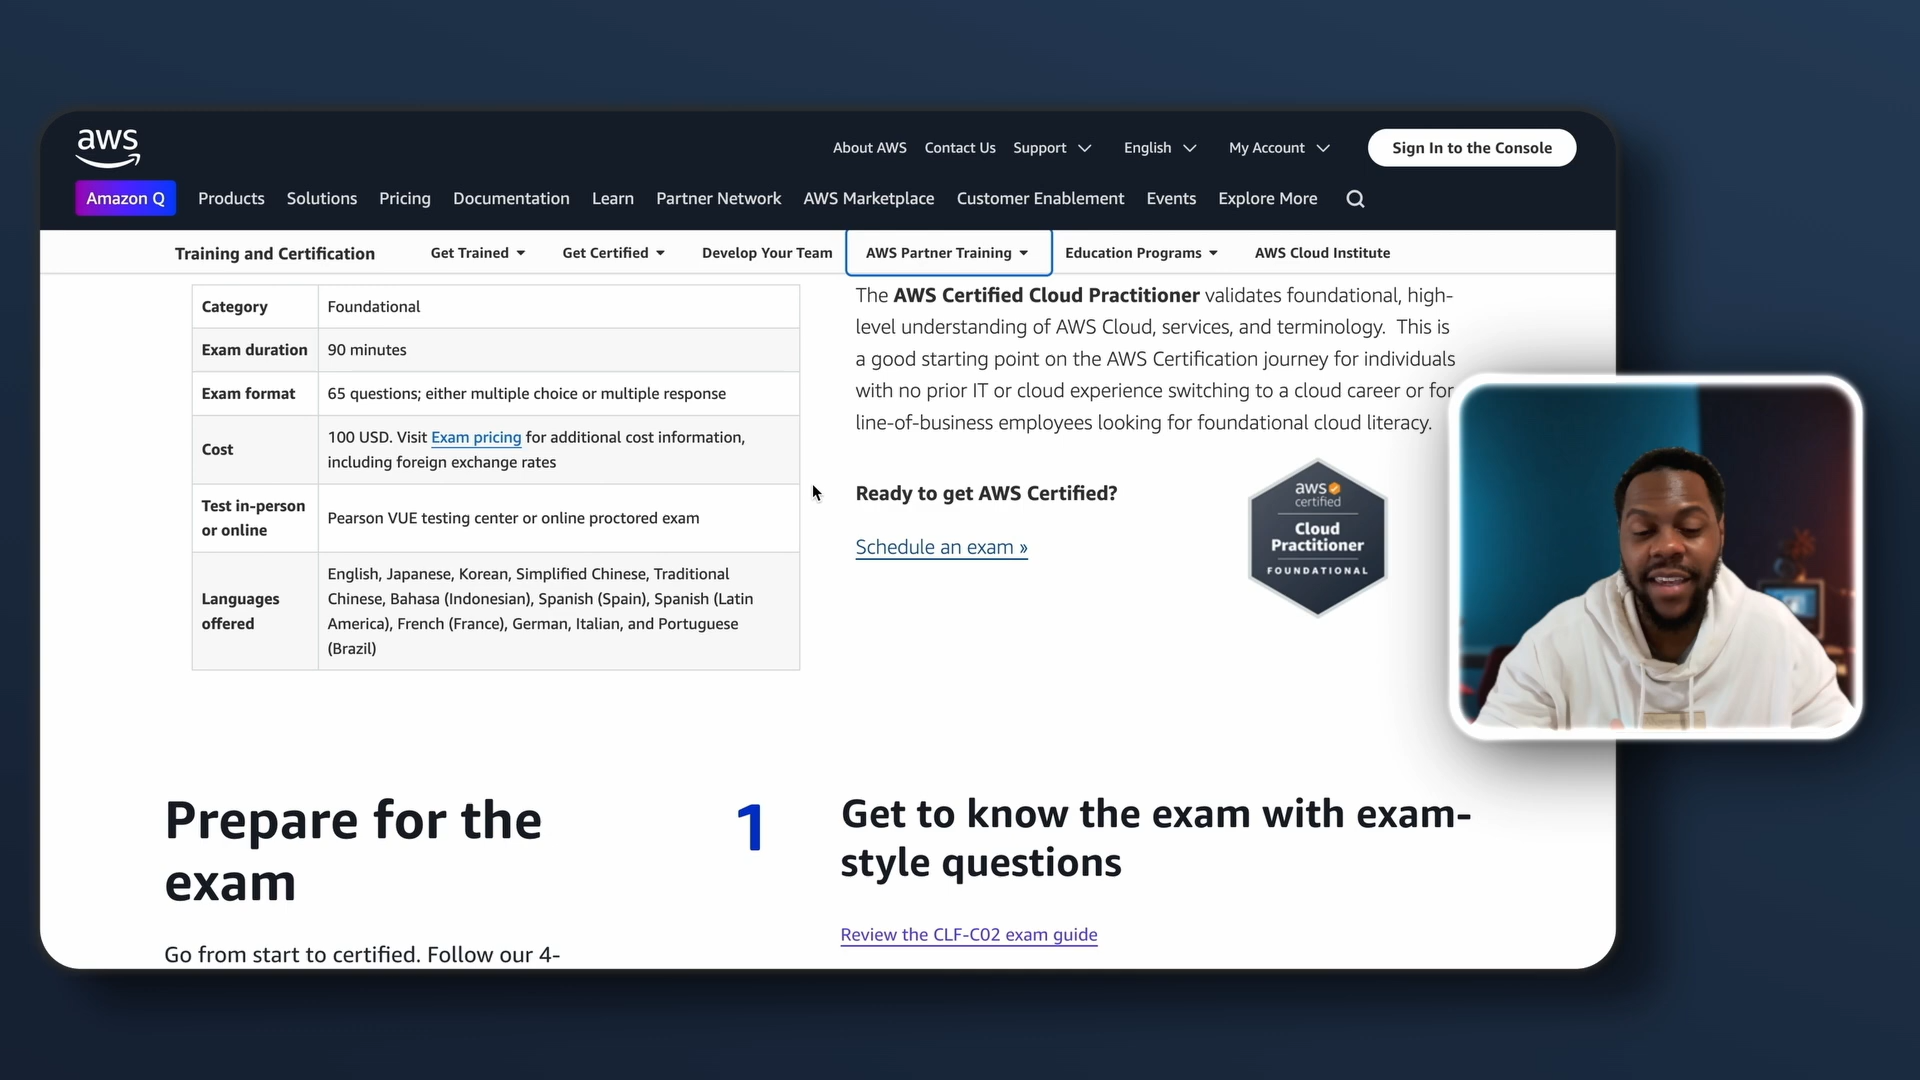 aws
About AWS Contact Us Support English My Account Sign In to the Console
Amazon Q Products Solutions Pricing Documentation Learn Partner Network AWS Marketplace Customer Enablement Events Explore More
Training and Certification Get Trained Get Certified Develop Your Team AWS Partner Training Education Programs AWS Cloud Institute
Category Foundational
Exam duration 90 minutes
Exam format 65 questions; either multiple choice or multiple response
Cost 100 USD. Visit Exam pricing for additional cost information,
including foreign exchange rates
Test in-person
or online
Pearson VUE testing center or online proctored exam
Languages
offered
English, Japanese, Korean, Simplified Chinese, Traditional
Chinese, Bahasa (Indonesian), Spanish (Spain), Spanish (Latin
America), French (France), German, Italian, and Portuguese
(Brazil)
The AWS Certified Cloud Practitioner validates foundational, high-
level understanding of AWS Cloud, services, and terminology. This is
a good starting point on the AWS Certification journey for individuals
with no prior IT or cloud experience switching to a cloud career or for
line-of-business employees looking for foundational cloud literacy.
Ready to get AWS Certified?
Schedule an exam »
aws
certified
Cloud
Practitioner
FOUNDATIONAL
Prepare for the
exam
Go from start to certified. Follow our 4-
1
Get to know the exam with exam-
style questions
Review the CLF-C02 exam guide